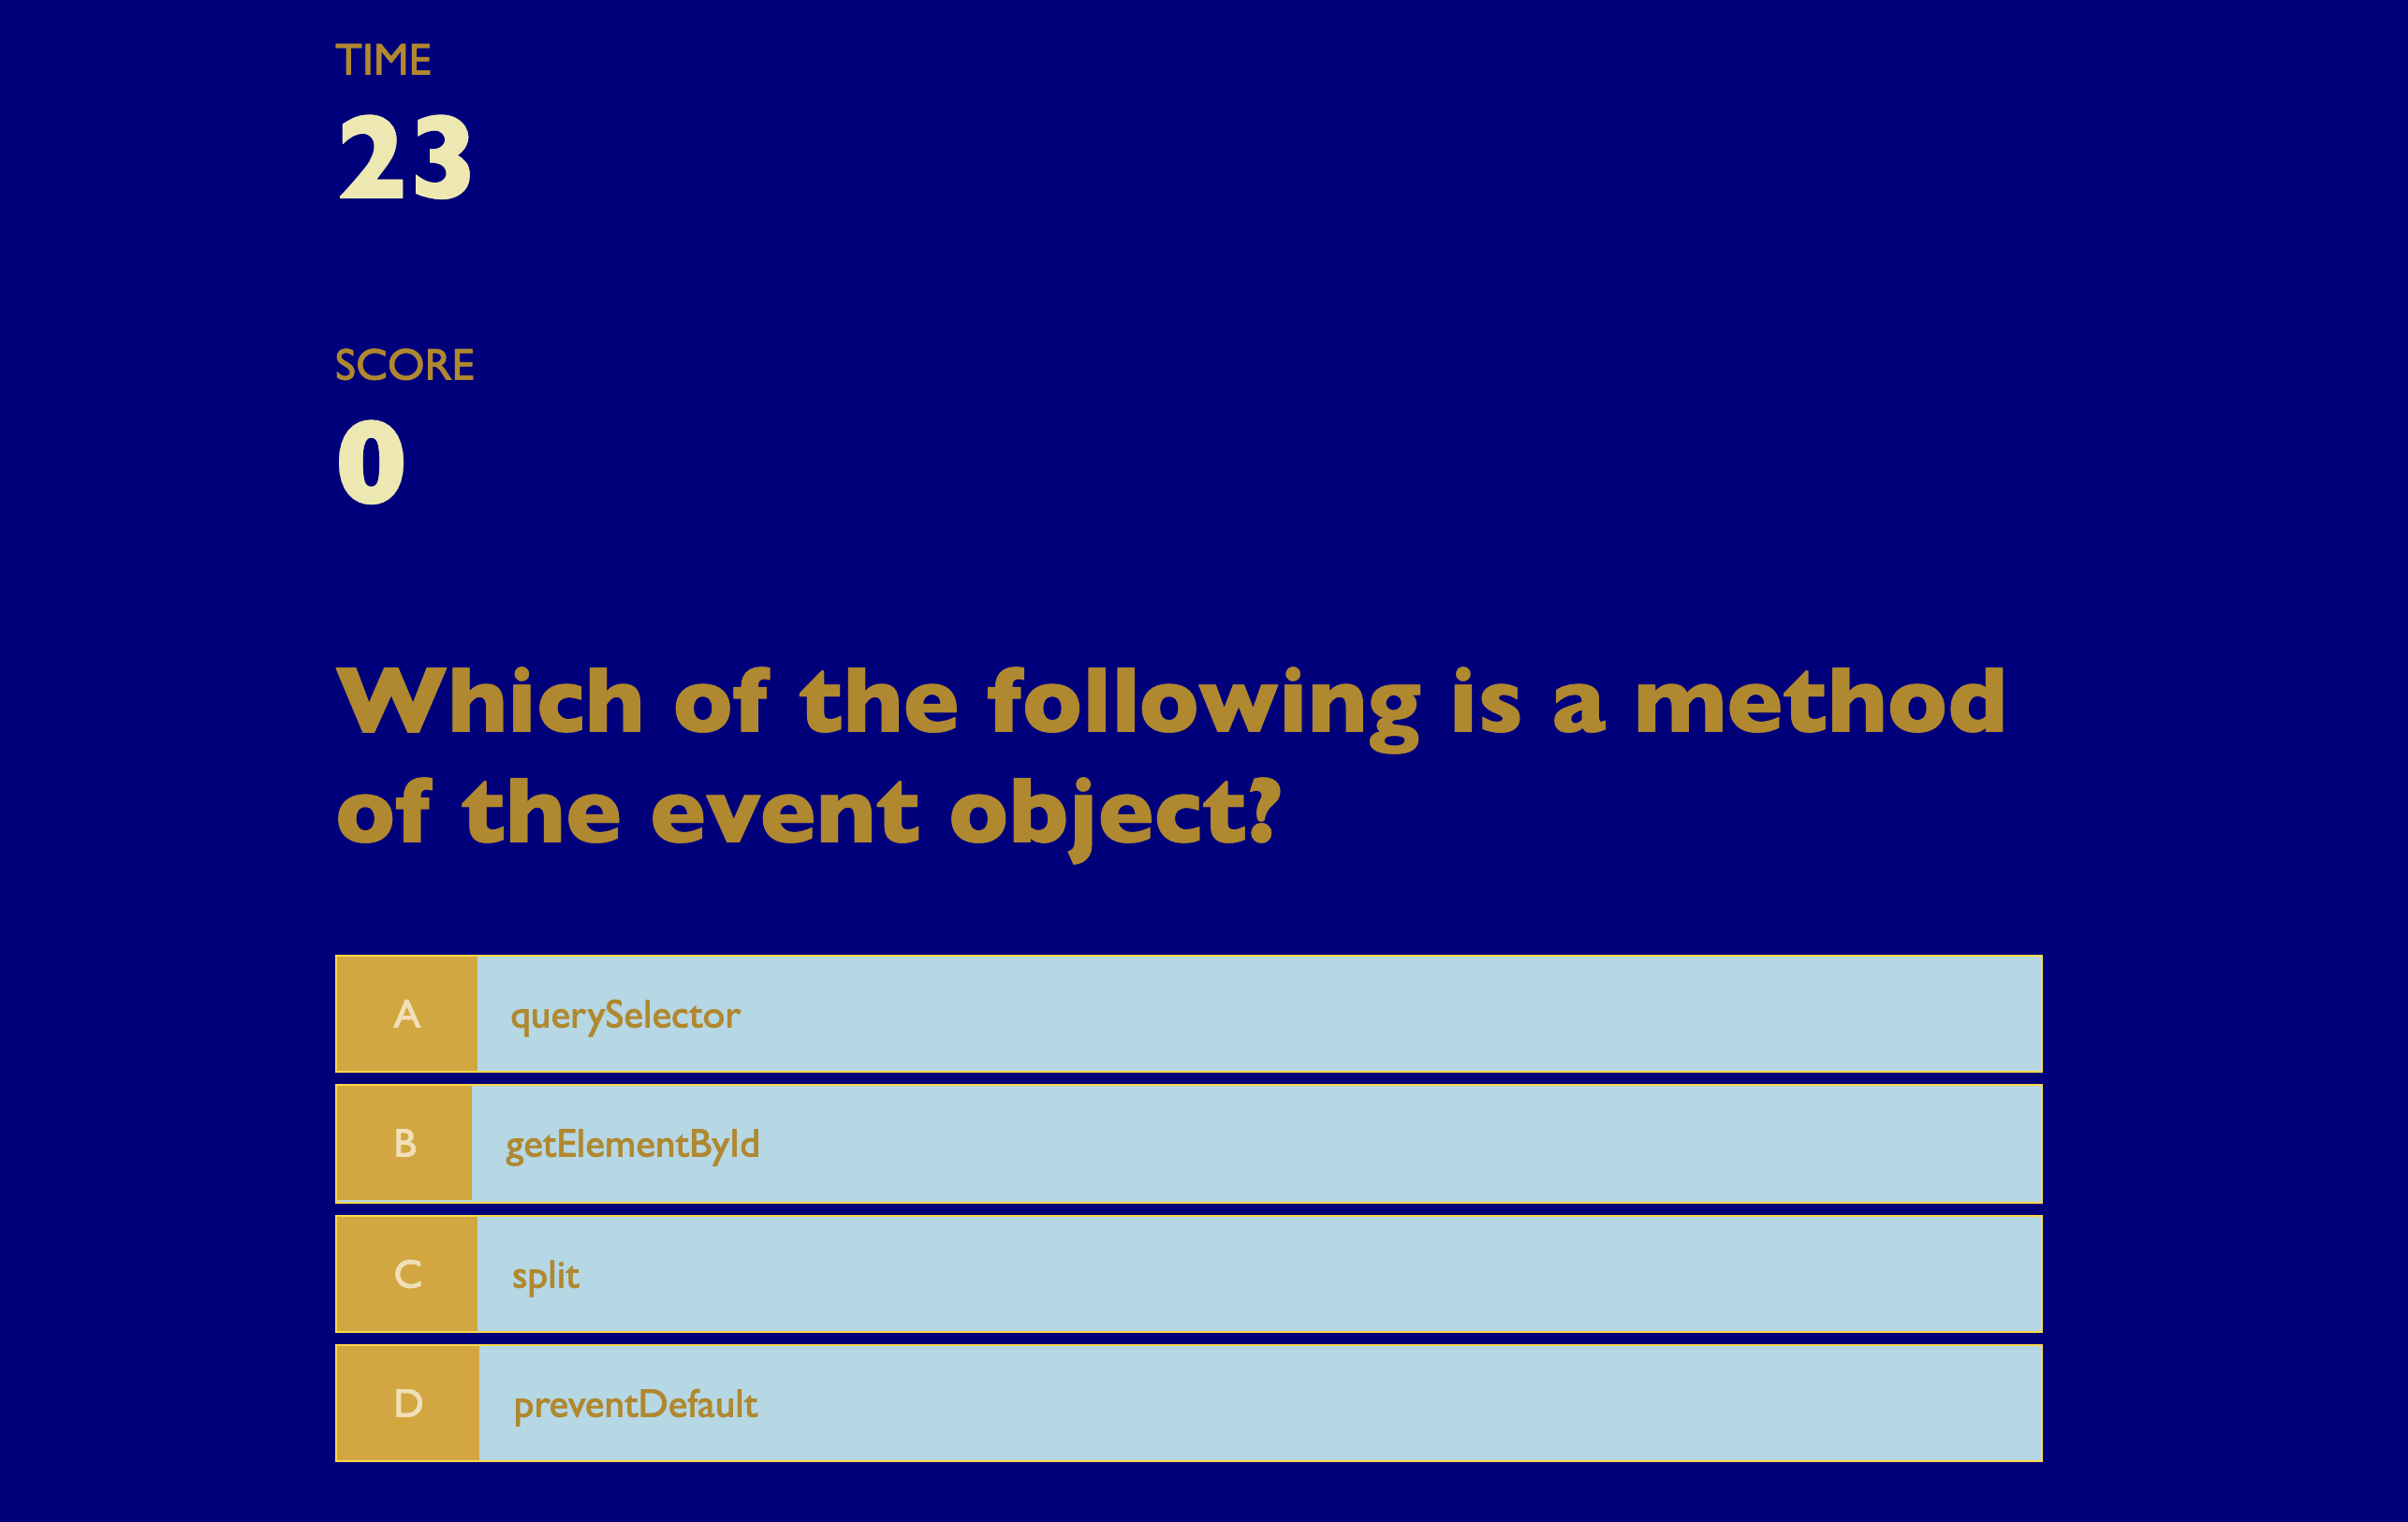 TIME
23
SCORE
0
Which of the following is a method
of the event object?
A querySelector
B getElementById
C split
D preventDefault